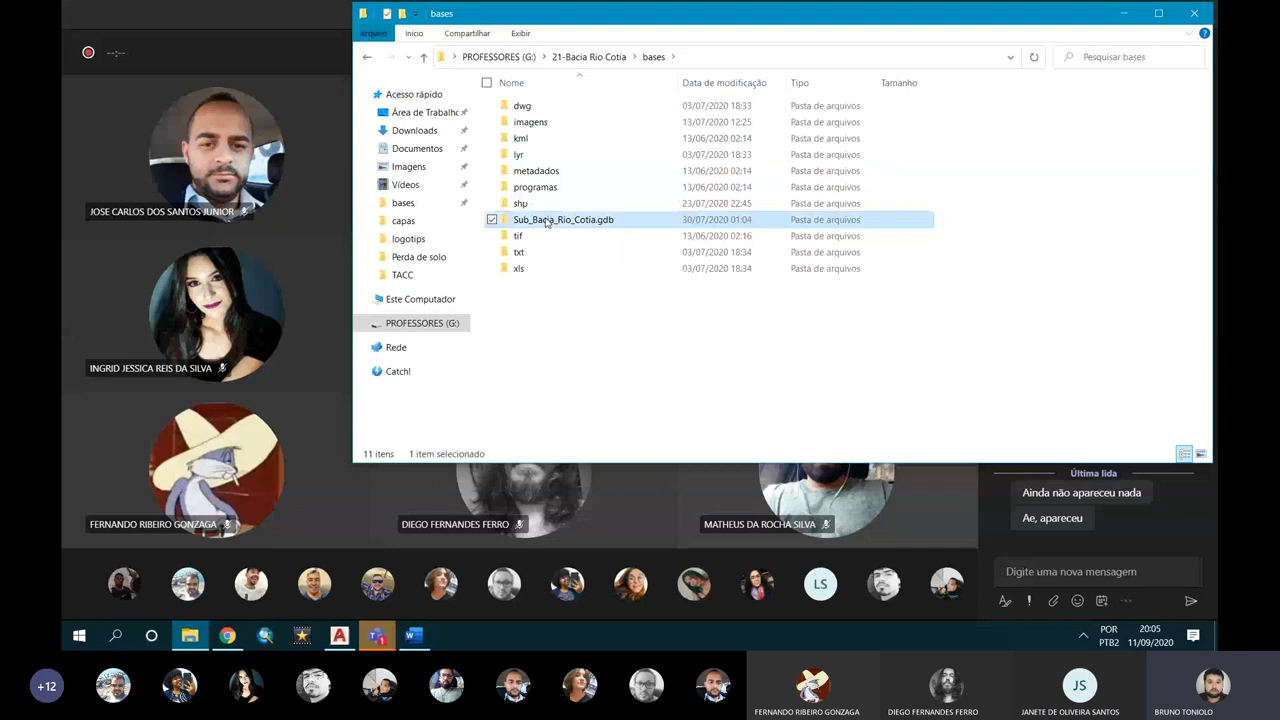 bases
Arquivo Início Compartilhar Exibir
PROFESSORES (G:) > 21-Bacia Rio Cotia > bases >
Pesquisar bases
Nome Data de modificação Tipo Tamanho
dwg 03/07/2020 18:33 Pasta de arquivos
imagens 13/07/2020 12:25 Pasta de arquivos
kml 13/06/2020 02:14 Pasta de arquivos
lyr 03/07/2020 18:33 Pasta de arquivos
metadados 13/06/2020 02:14 Pasta de arquivos
programas 13/06/2020 02:14 Pasta de arquivos
shp 23/07/2020 22:45 Pasta de arquivos
Sub_Bacia_Rio_Cotia.gdb 30/07/2020 01:04 Pasta de arquivos
tif 13/06/2020 02:16 Pasta de arquivos
txt 03/07/2020 18:34 Pasta de arquivos
xls 03/07/2020 18:34 Pasta de arquivos
Acesso rápido
Área de Trabalho
Downloads
Documentos
Imagens
Vídeos
bases
capas
logotips
Perda de solo
TACC
Este Computador
PROFESSORES (G:)
Rede
Catch!
11 itens 1 item selecionado
--:--
JOSE CARLOS DOS SANTOS JUNIOR
INGRID JESSICA REIS DA SILVA
FERNANDO RIBEIRO GONZAGA
DIEGO FERNANDES FERRO
MATHEUS DA ROCHA SILVA
Última lida
Ainda não apareceu nada
Ae, apareceu
Digite uma nova mensagem
LS
POR
PTB2
20:05
11/09/2020
+12
JS
FERNANDO RIBEIRO GONZAGA
DIEGO FERNANDES FERRO
JANETE DE OLIVEIRA SANTOS
BRUNO TONIOLO